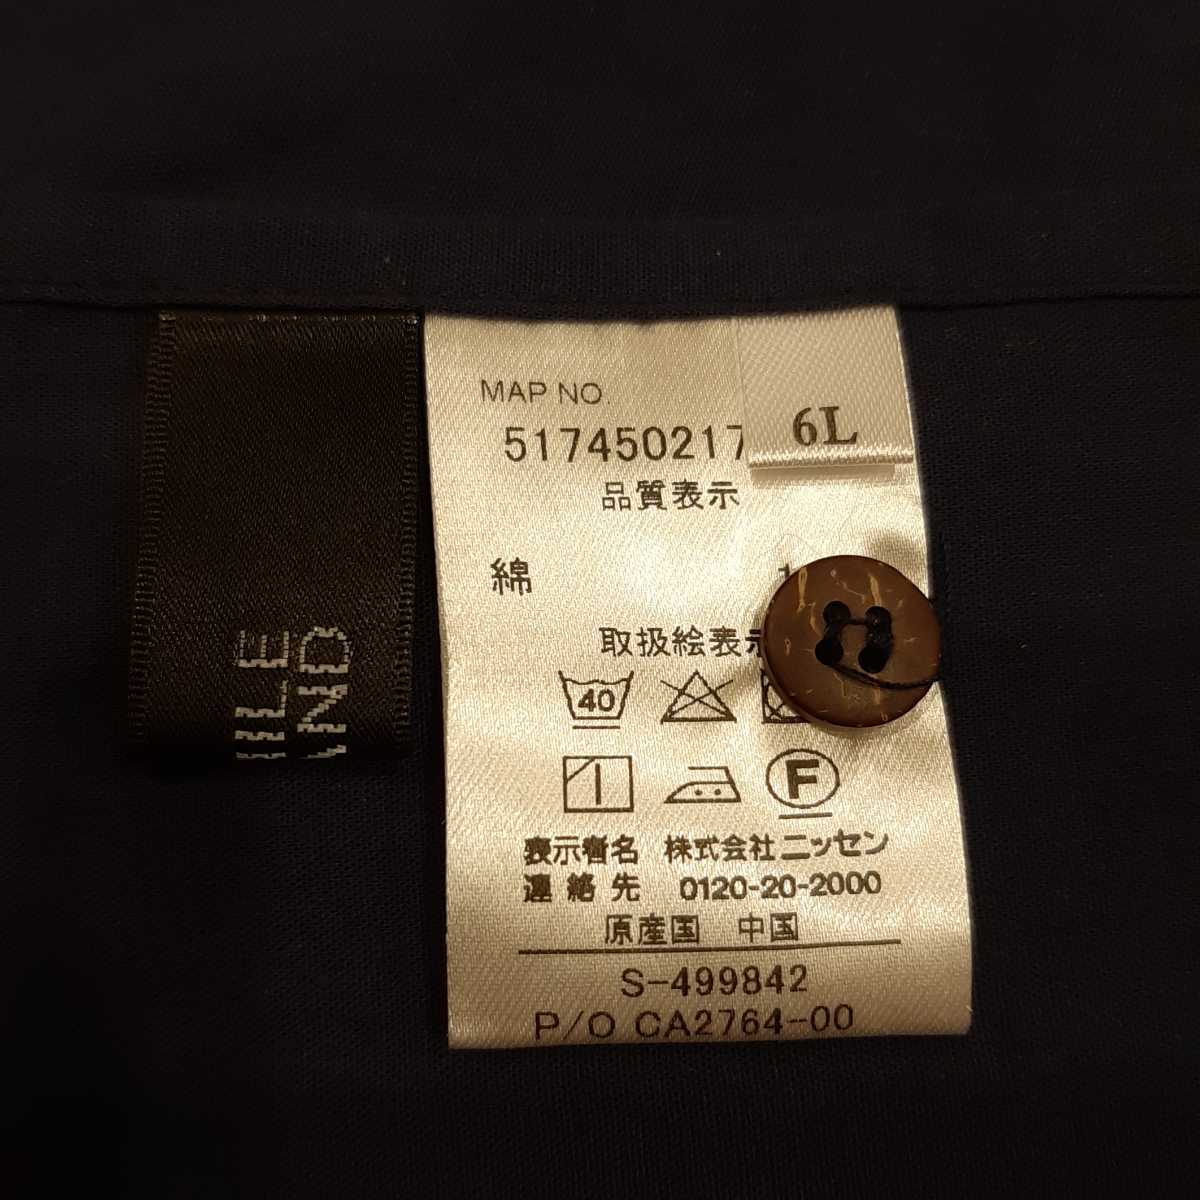 MAP NO
517450217
6L
品質表示
綿
取扱絵表示
40
F
表示者名 株式会社ニッセン
連絡先 0120-20-2000
原産国 中国
S-499842
P/O CA2764-00